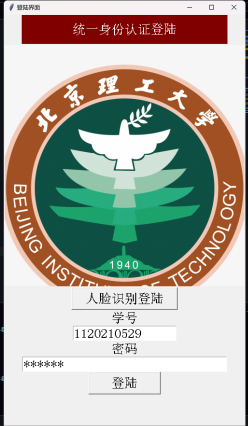 登陆界面
统一身份认证登陆
北京理工大学
BEIJING INSTITUTE OF TECHNOLOGY
1940
人脸识别登陆
学号
1120210529
密码
******
登陆